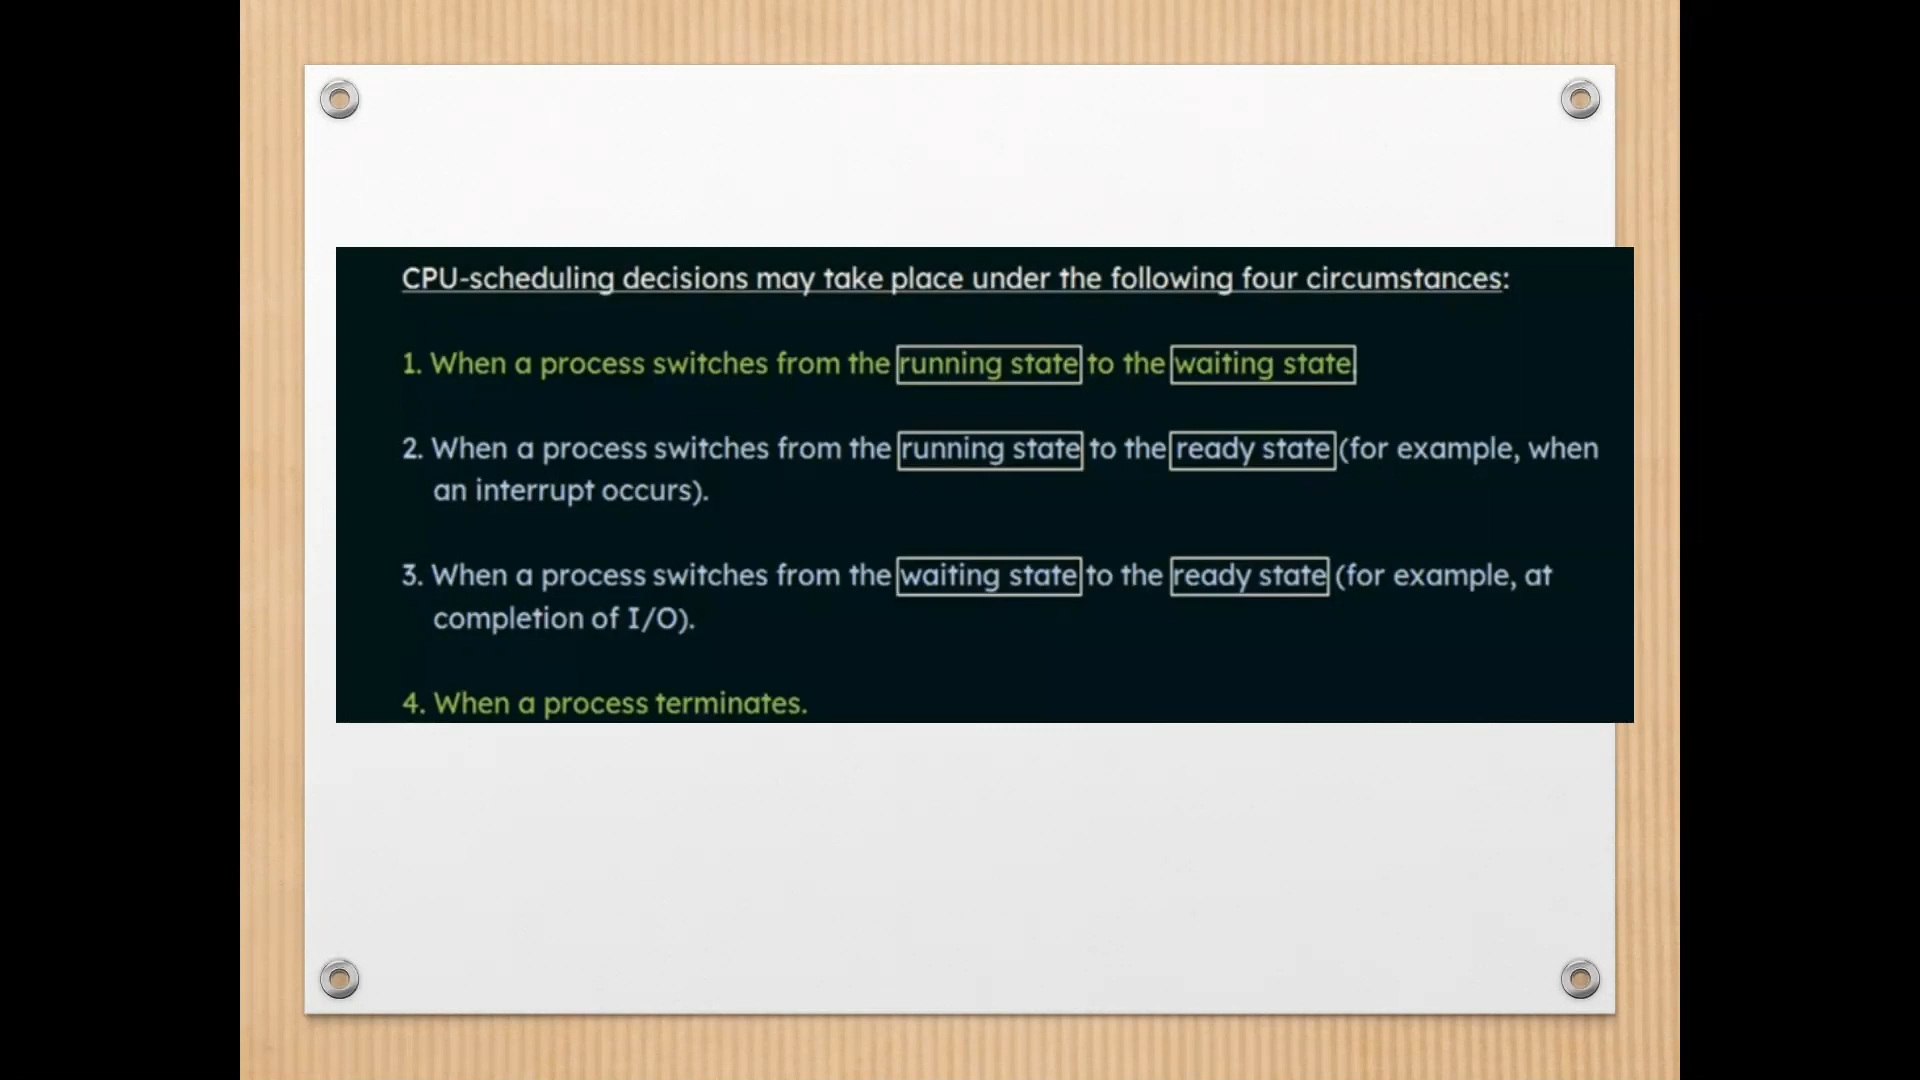 CPU-scheduling decisions may take place under the following four circumstances:
1. When a process switches from the running state to the waiting state.
2. When a process switches from the running state to the ready state (for example, when
an interrupt occurs).
3. When a process switches from the waiting state to the ready state (for example, at
completion of I/O).
4. When a process terminates.